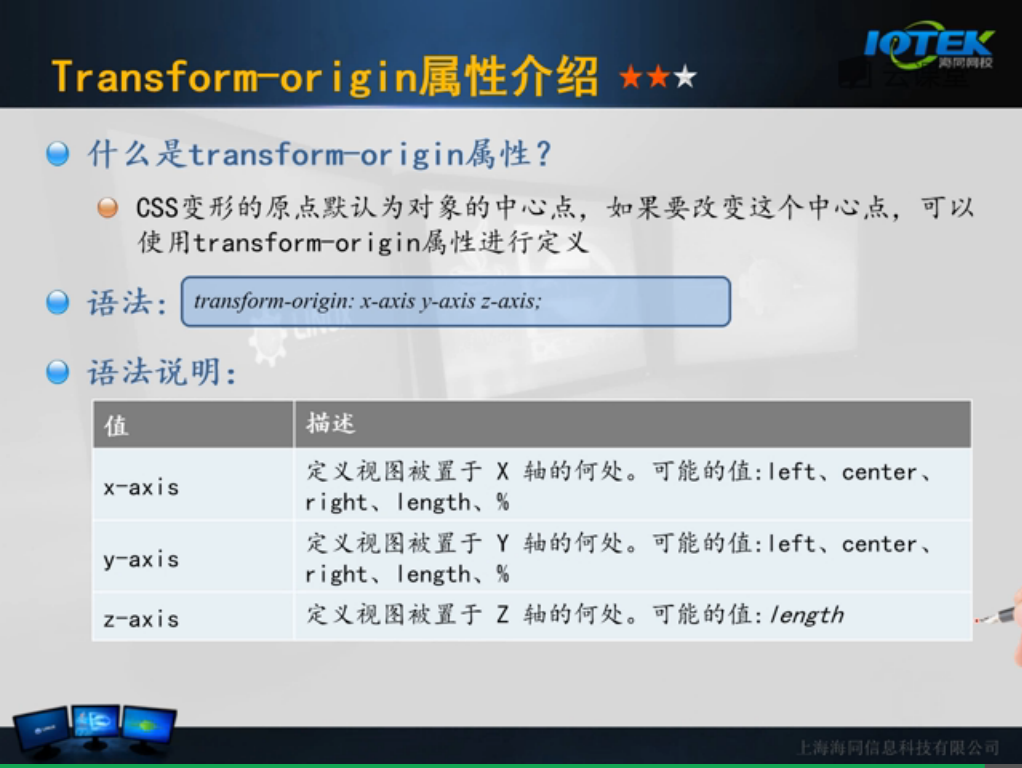 IOTEK
海同网校
云课堂
Transform-origin属性介绍
什么是transform-origin属性？
CSS变形的原点默认为对象的中心点，如果要改变这个中心点，可以
使用transform-origin属性进行定义
语法：
transform-origin: x-axis y-axis z-axis;
语法说明：
值 描述
x-axis 定义视图被置于 X 轴的何处。可能的值:left、center、
right、length、%
y-axis 定义视图被置于 Y 轴的何处。可能的值:left、center、
right、length、%
z-axis 定义视图被置于 Z 轴的何处。可能的值:length
上海海同信息科技有限公司